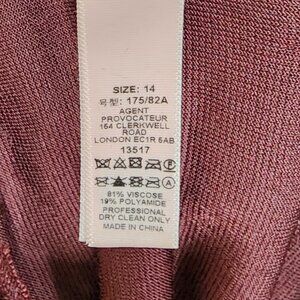 SIZE: 14
号型: 175/82A
AGENT
PROVOCATEUR
154 CLERKWELL
ROAD
LONDON EC1R 5AB
13517
81% VISCOSE
19% POLYAMIDE
PROFESSIONAL
DRY CLEAN ONLY
MADE IN CHINA